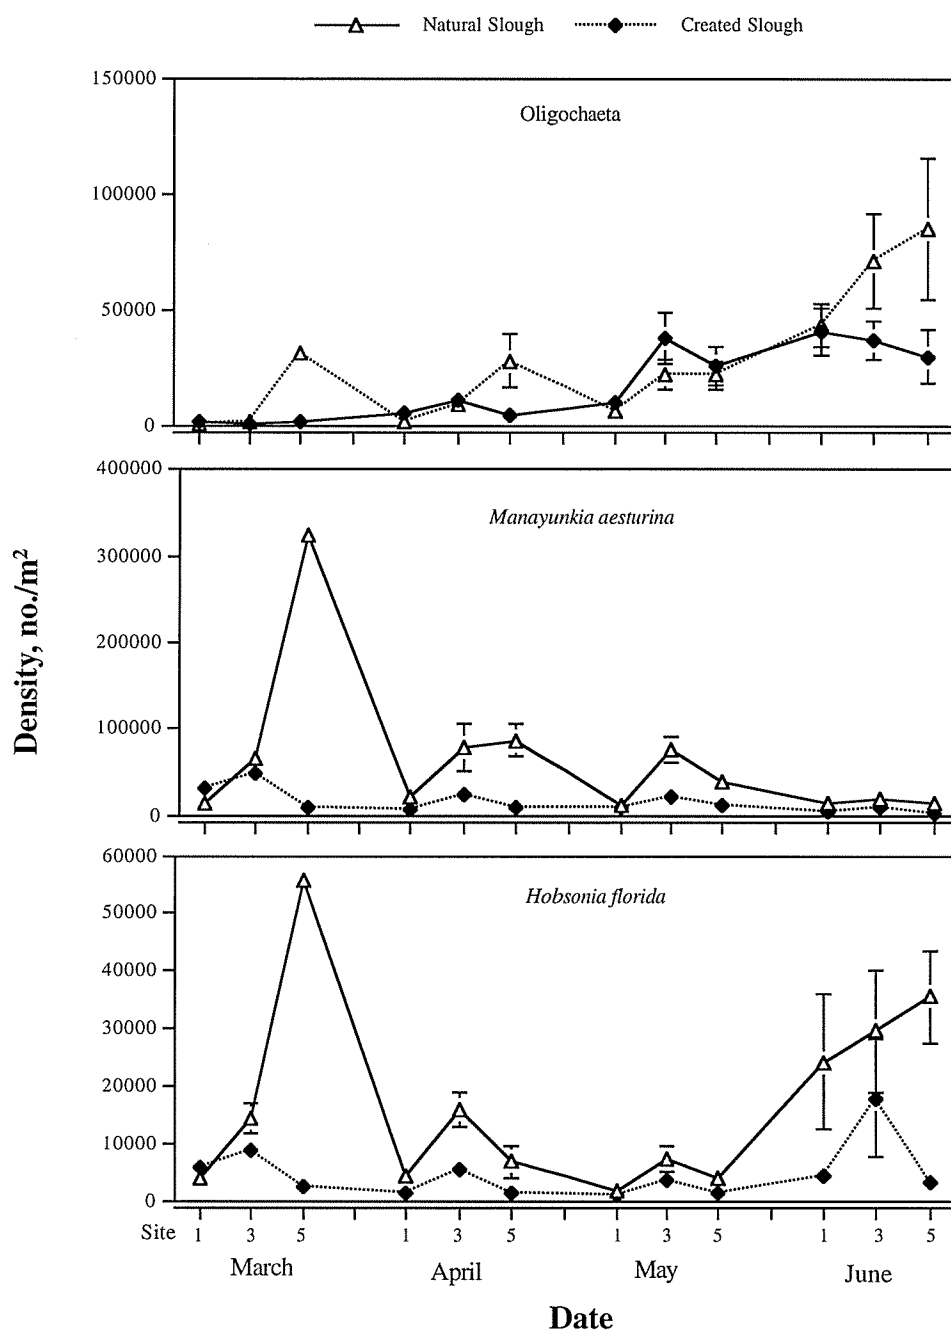 Natural Slough Created Slough
150000
Oligochaeta
100000
50000
0
400000
Manayunkia aesturina
300000
200000
100000
0
Density, no./m²
60000
Hobsonia florida
50000
40000
30000
20000
10000
0
Site 1 3 5 1 3 5 1 3 5 1 3 5
March April May June
Date